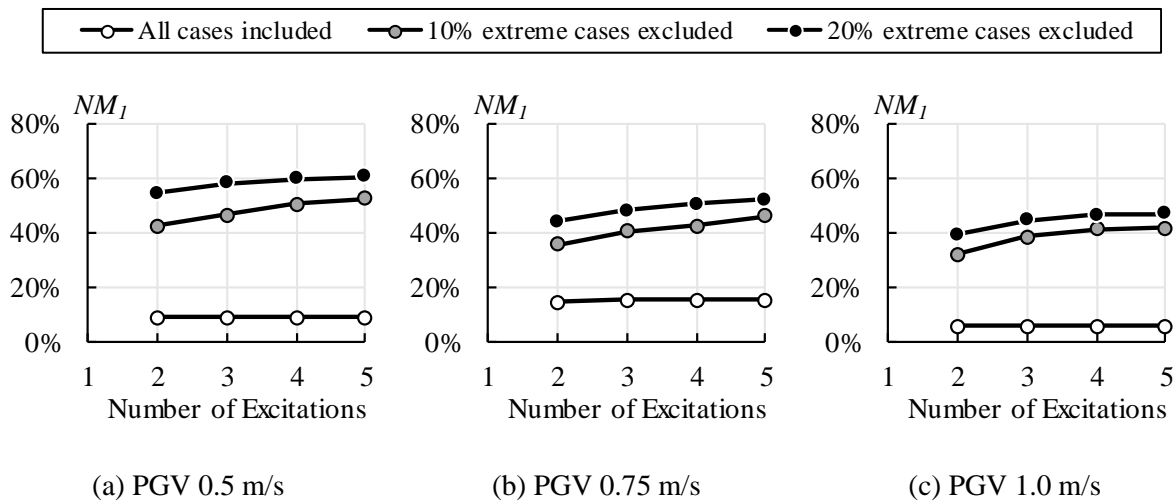 All cases included 10% extreme cases excluded 20% extreme cases excluded
NM1 NM1 NM1
80% 80% 80%
60% 60% 60%
40% 40% 40%
20% 20% 20%
0% 0% 0%
1 2 3 4 5 1 2 3 4 5 1 2 3 4 5
Number of Excitations Number of Excitations Number of Excitations
(a) PGV 0.5 m/s (b) PGV 0.75 m/s (c) PGV 1.0 m/s